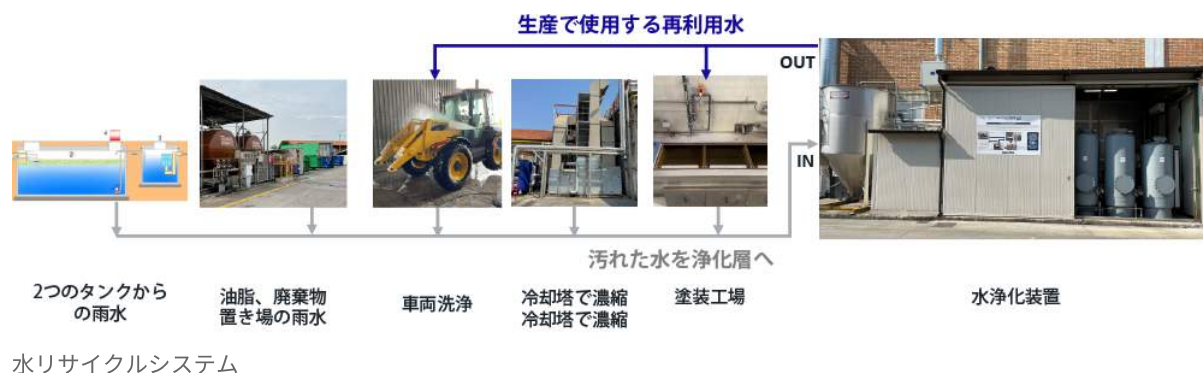 生産で使用する再利用水
OUT
IN
汚れた水を浄化層へ
2つのタンクから
の雨水
油脂、廃棄物
置き場の雨水
車両洗浄
冷却塔で濃縮
冷却塔で濃縮
塗装工場
水浄化装置
水リサイクルシステム